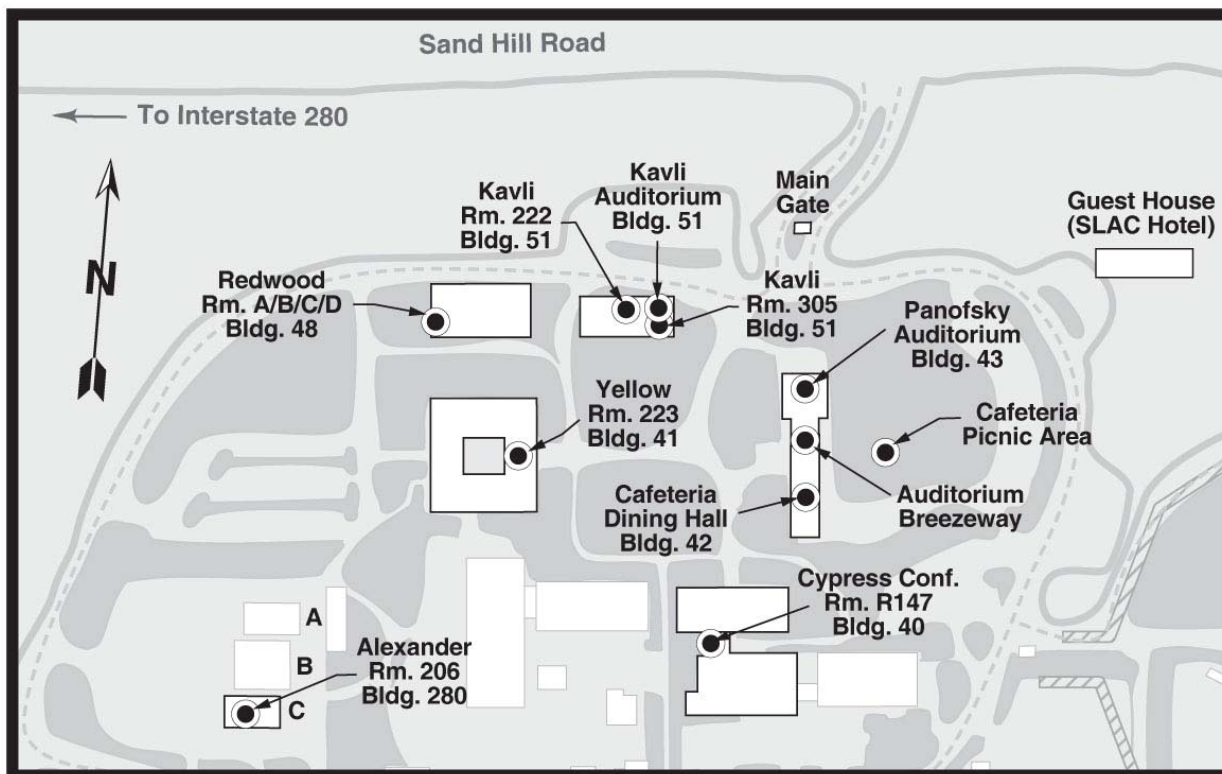 Sand Hill Road
To Interstate 280
N
Kavli
Rm. 222
Bldg. 51
Kavli
Auditorium
Bldg. 51
Main
Gate
Guest House
(SLAC Hotel)
Redwood
Rm. A/B/C/D
Bldg. 48
Kavli
Rm. 305
Bldg. 51
Panofsky
Auditorium
Bldg. 43
Yellow
Rm. 223
Bldg. 41
Cafeteria
Picnic Area
Cafeteria
Dining Hall
Bldg. 42
Auditorium
Breezeway
Cypress Conf.
Rm. R147
Bldg. 40
A
B
C
Alexander
Rm. 206
Bldg. 280